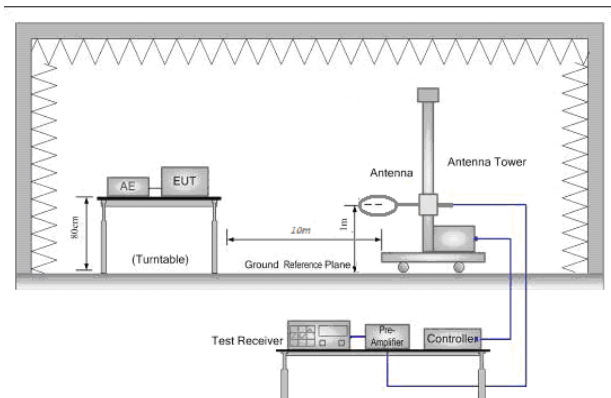 Antenna
Antenna Tower
AE
EUT
80cm
(Turntable)
10m
1m
Ground Reference Plane
Test Receiver
Pre-
Amplifier
Controller